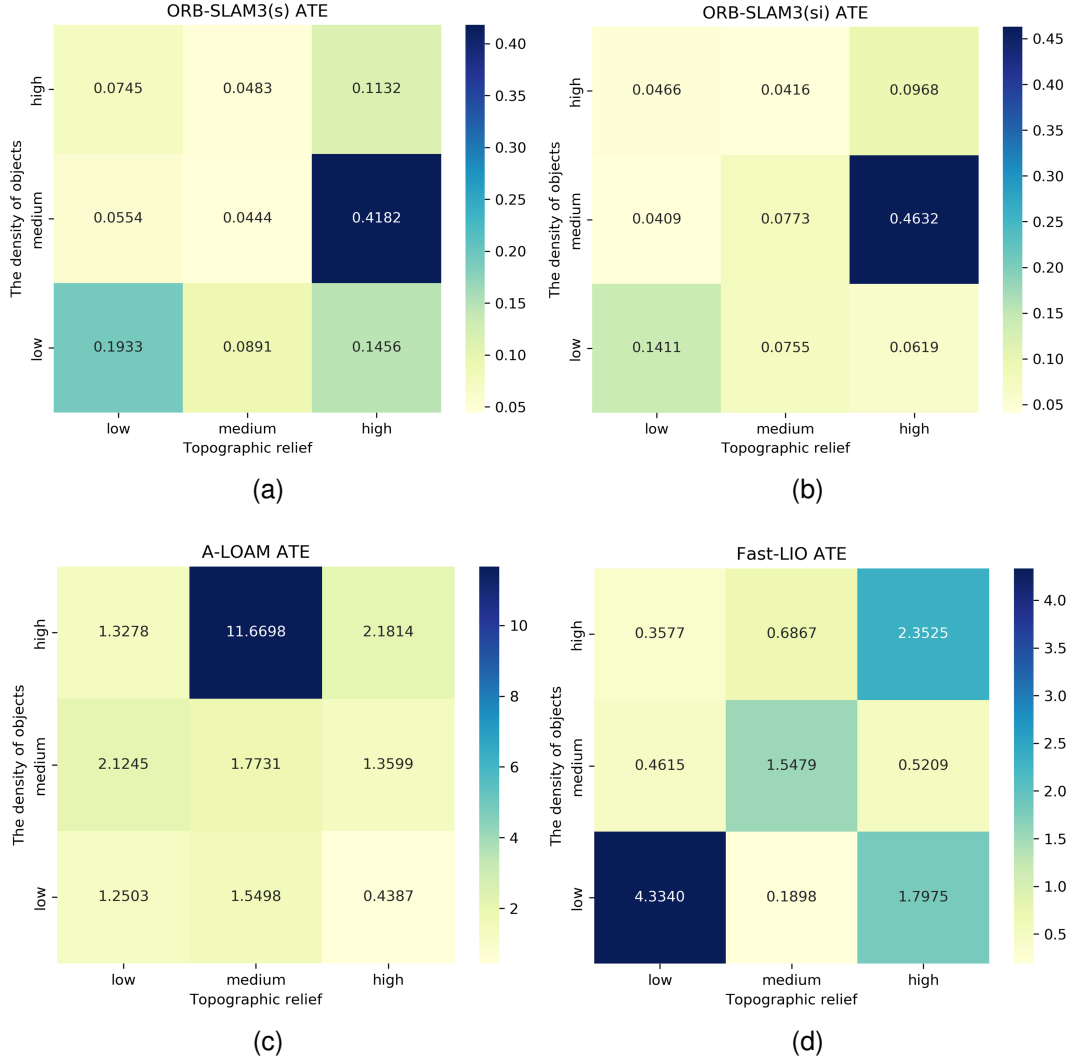 ORB-SLAM3(s) ATE
The density of objects
high
0.0745 0.0483 0.1132
medium
0.0554 0.0444 0.4182
low
0.1933 0.0891 0.1456
low medium high
Topographic relief
0.40
0.35
0.30
0.25
0.20
0.15
0.10
0.05
(a)
ORB-SLAM3(si) ATE
The density of objects
high
0.0466 0.0416 0.0968
medium
0.0409 0.0773 0.4632
low
0.1411 0.0755 0.0619
low medium high
Topographic relief
0.45
0.40
0.35
0.30
0.25
0.20
0.15
0.10
0.05
(b)
A-LOAM ATE
The density of objects
high
1.3278 11.6698 2.1814
medium
2.1245 1.7731 1.3599
low
1.2503 1.5498 0.4387
low medium high
Topographic relief
10
8
6
4
2
(c)
Fast-LIO ATE
The density of objects
high
0.3577 0.6867 2.3525
medium
0.4615 1.5479 0.5209
low
4.3340 0.1898 1.7975
low medium high
Topographic relief
4.0
3.5
3.0
2.5
2.0
1.5
1.0
0.5
(d)